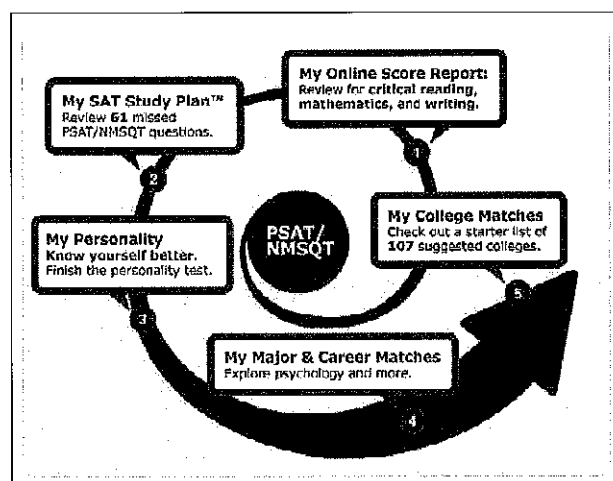 My Online Score Report:
Review for critical reading,
mathematics, and writing.
1
My SAT Study Plan™
Review 61 missed
PSAT/NMSQT questions.
2
My Personality
Know yourself better.
Finish the personality test.
3
My Major & Career Matches
Explore psychology and more.
4
My College Matches
Check out a starter list of
107 suggested colleges.
5
PSAT/
NMSQT